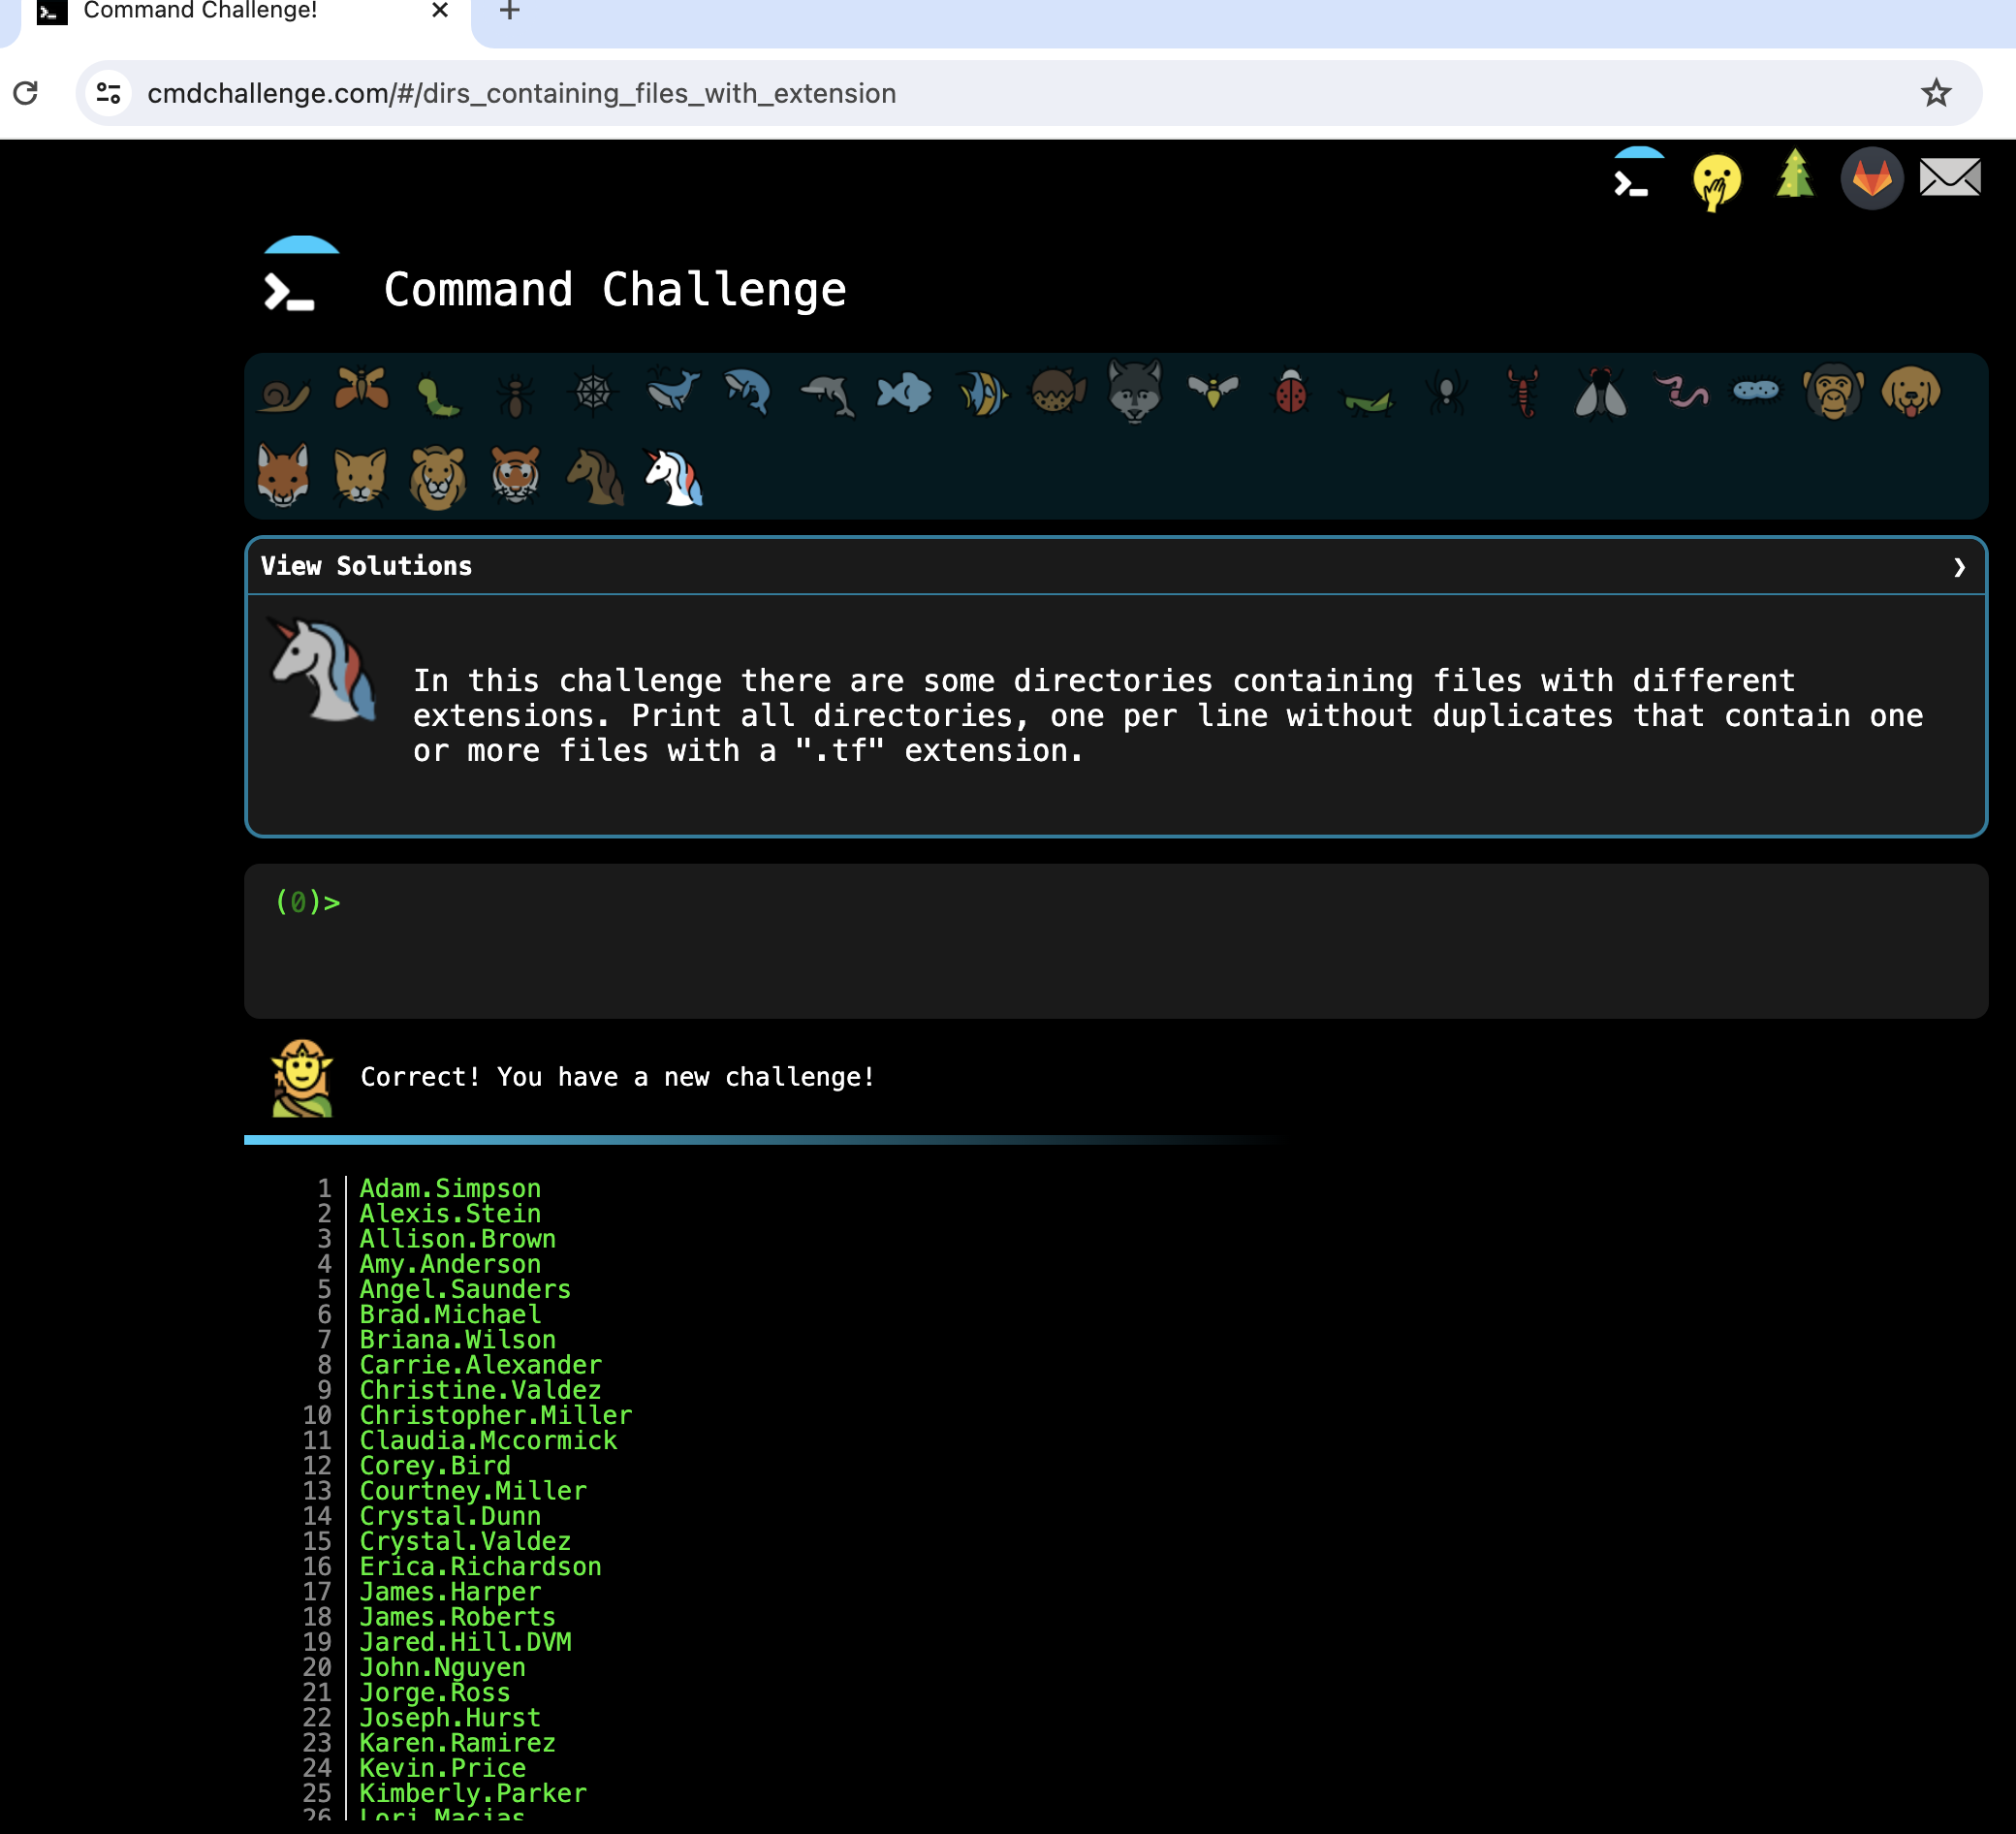 Command Challenge!
cmdchallenge.com/#/dirs_containing_files_with_extension
Command Challenge
View Solutions
In this challenge there are some directories containing files with different
extensions. Print all directories, one per line without duplicates that contain one
or more files with a ".tf" extension.
(0)>
Correct! You have a new challenge!
1 Adam.Simpson
2 Alexis.Stein
3 Allison.Brown
4 Amy.Anderson
5 Angel.Saunders
6 Brad.Michael
7 Briana.Wilson
8 Carrie.Alexander
9 Christine.Valdez
10 Christopher.Miller
11 Claudia.Mccormick
12 Corey.Bird
13 Courtney.Miller
14 Crystal.Dunn
15 Crystal.Valdez
16 Erica.Richardson
17 James.Harper
18 James.Roberts
19 Jared.Hill.DVM
20 John.Nguyen
21 Jorge.Ross
22 Joseph.Hurst
23 Karen.Ramirez
24 Kevin.Price
25 Kimberly.Parker
26 Lori.Macias